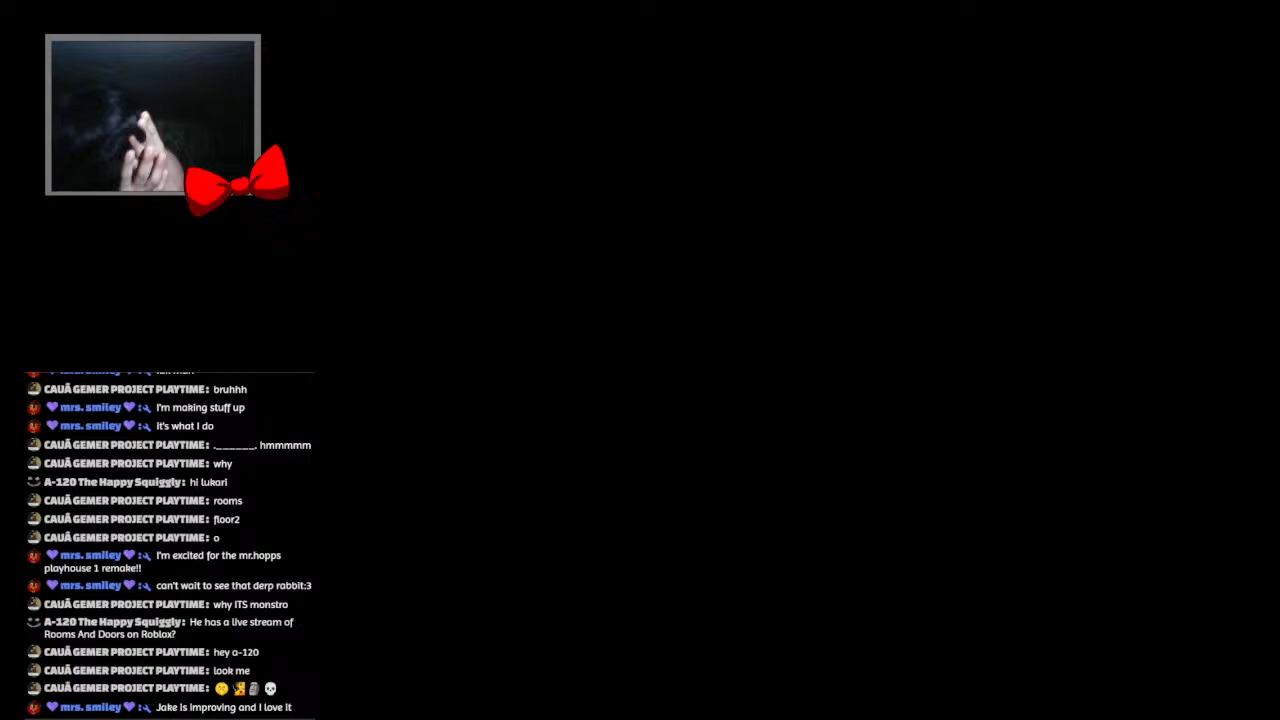 CAUÃ GEMER PROJECT PLAYTIME: bruhhh
mrs. smiley : I'm making stuff up
mrs. smiley : it's what I do
CAUÃ GEMER PROJECT PLAYTIME: .______. hmmmmm
CAUÃ GEMER PROJECT PLAYTIME: why
A-120 The Happy Squiggly: hi lukari
CAUÃ GEMER PROJECT PLAYTIME: rooms
CAUÃ GEMER PROJECT PLAYTIME: floor2
CAUÃ GEMER PROJECT PLAYTIME: o
mrs. smiley : I'm excited for the mr.hopps
playhouse 1 remake!!
mrs. smiley : can't wait to see that derp rabbit:3
CAUÃ GEMER PROJECT PLAYTIME: why ITS monstro
A-120 The Happy Squiggly: He has a live stream of
Rooms And Doors on Roblox?
CAUÃ GEMER PROJECT PLAYTIME: hey a-120
CAUÃ GEMER PROJECT PLAYTIME: look me
CAUÃ GEMER PROJECT PLAYTIME:
mrs. smiley : Jake is improving and I love it